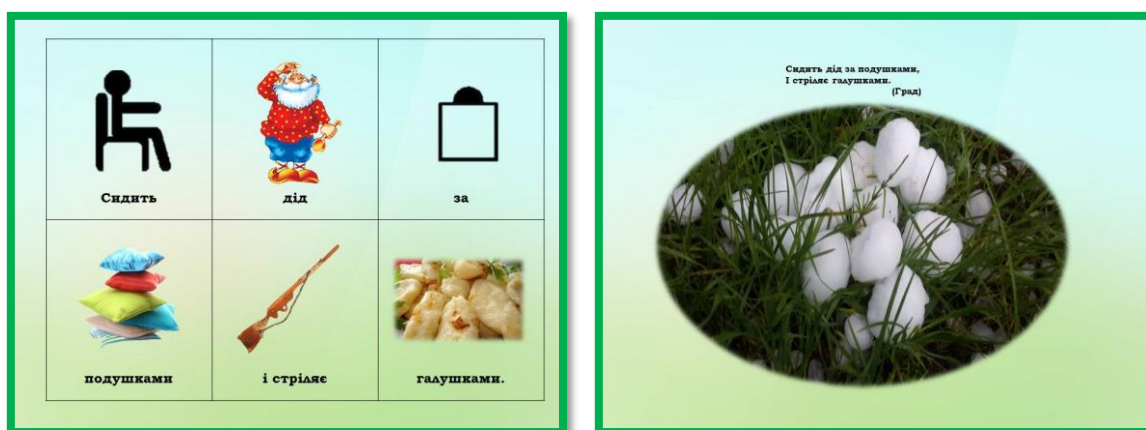 Сидить дід за
подушками і стріляє галушками.
Сидить дід за подушками,
І стріляє галушками.
(Град)